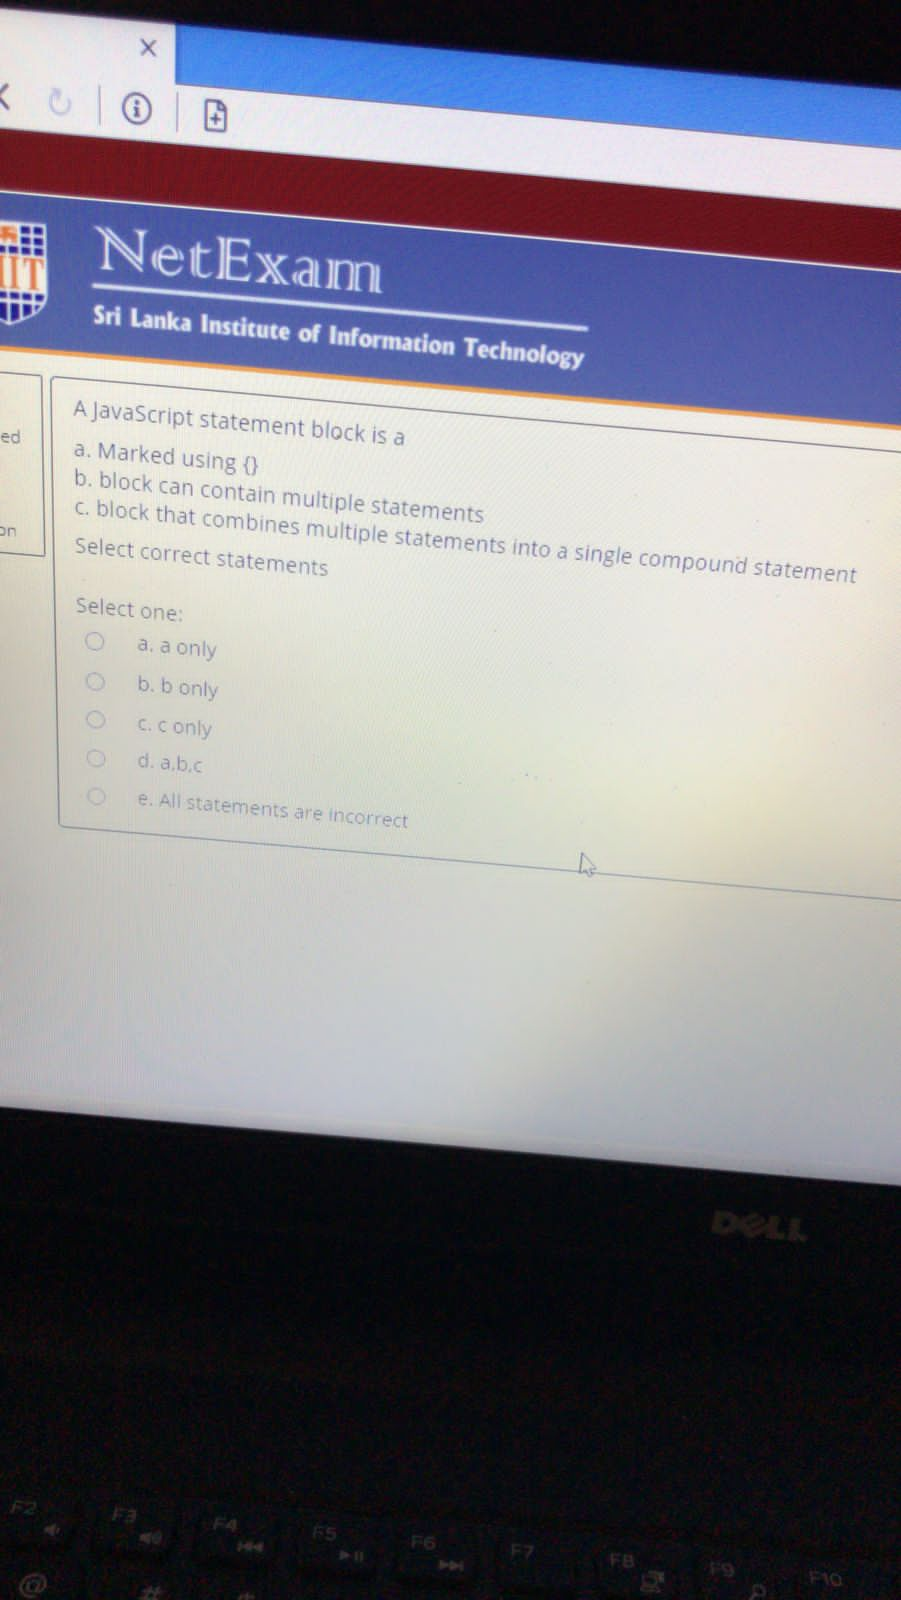 IIT
NetExam
Sri Lanka Institute of Information Technology
ed
on
A JavaScript statement block is a
a. Marked using {}
b. block can contain multiple statements
c. block that combines multiple statements into a single compound statement
Select correct statements
Select one:
a. a only
b. b only
c. c only
d. a,b,c
e. All statements are incorrect
DELL
F2
F3
F4
F5
F6
F7
F8
F9
F10
@
#